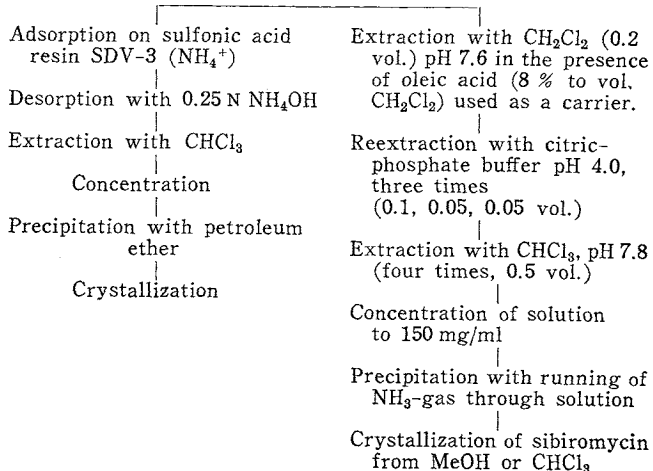 Adsorption on sulfonic acid
resin SDV-3 (NH₄⁺)
Desorption with 0.25 N NH₄OH
Extraction with CHCl₃
Concentration
Precipitation with petroleum
ether
Crystallization
Extraction with CH₂Cl₂ (0.2
vol.) pH 7.6 in the presence
of oleic acid (8 % to vol.
CH₂Cl₂) used as a carrier.
Reextraction with citric-
phosphate buffer pH 4.0,
three times
(0.1, 0.05, 0.05 vol.)
Extraction with CHCl₃, pH 7.8
(four times, 0.5 vol.)
Concentration of solution
to 150 mg/ml
Precipitation with running of
NH₃-gas through solution
Crystallization of sibiromycin
from MeOH or CHCl₃